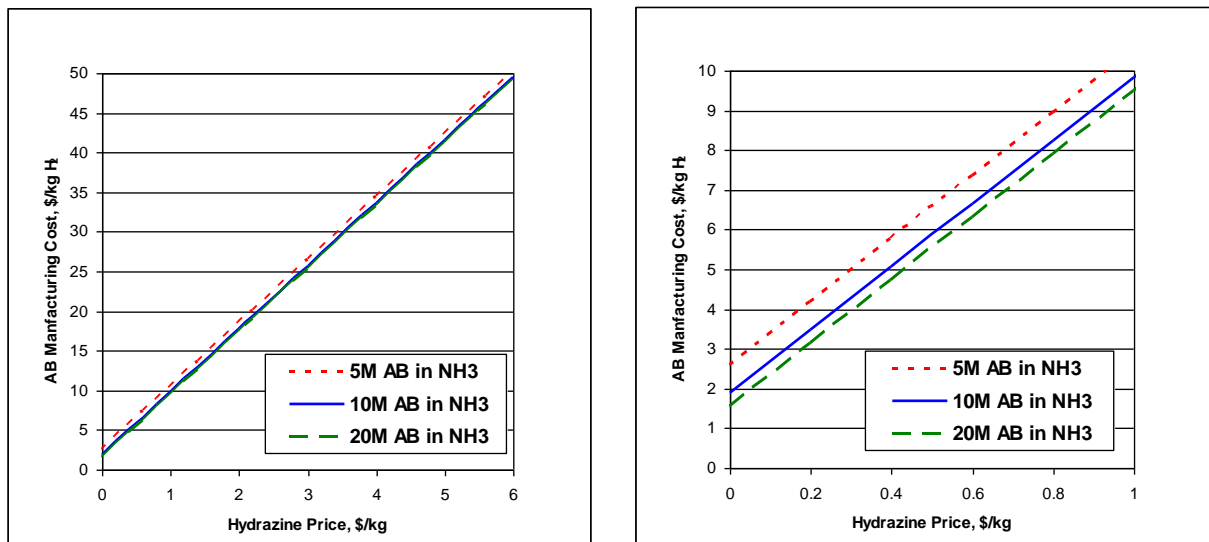 50
45
40
35
30
25
20
15
10
5
0
AB Manfacturing Cost, $/kg H2
5M AB in NH3
10M AB in NH3
20M AB in NH3
0 1 2 3 4 5 6
Hydrazine Price, $/kg
10
9
8
7
6
5
4
3
2
1
0
AB Manufacturing Cost, $/kg H2
5M AB in NH3
10M AB in NH3
20M AB in NH3
0 0.2 0.4 0.6 0.8 1
Hydrazine Price, $/kg